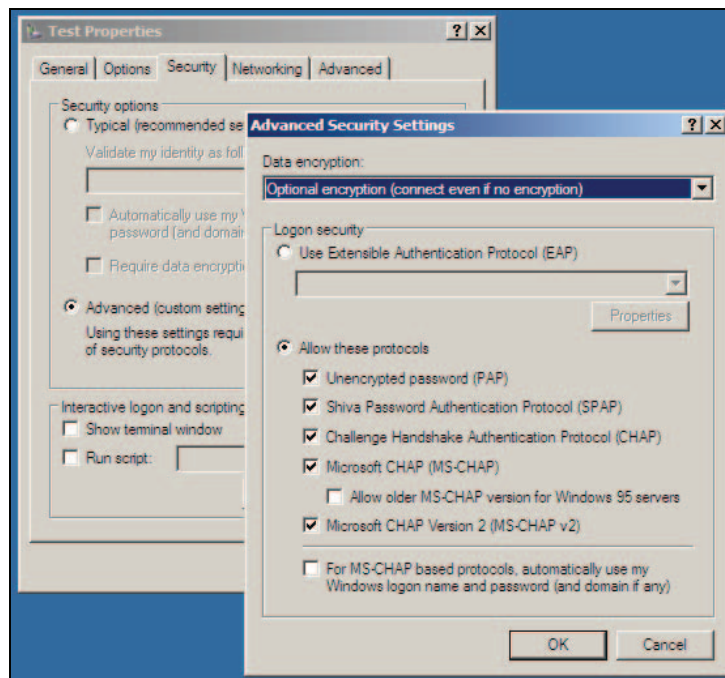 Test Properties
General Options Security Networking Advanced
Security options
Typical (recommended se
Validate my identity as foll
Automatically use my
password (and domain
Require data encrypti
Advanced (custom setting
Using these settings requi
of security protocols.
Interactive logon and scripting
Show terminal window
Run script:
Advanced Security Settings
Data encryption:
Optional encryption (connect even if no encryption)
Logon security
Use Extensible Authentication Protocol (EAP)
Properties
Allow these protocols
Unencrypted password (PAP)
Shiva Password Authentication Protocol (SPAP)
Challenge Handshake Authentication Protocol (CHAP)
Microsoft CHAP (MS-CHAP)
Allow older MS-CHAP version for Windows 95 servers
Microsoft CHAP Version 2 (MS-CHAP v2)
For MS-CHAP based protocols, automatically use my
Windows logon name and password (and domain if any)
OK Cancel